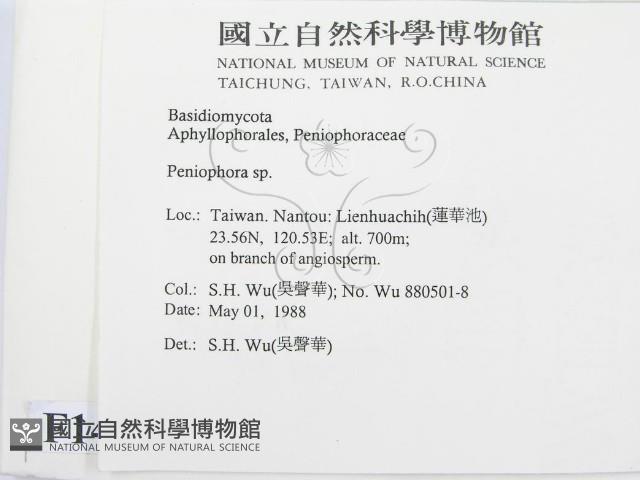 國立自然科學博物館
NATIONAL MUSEUM OF NATURAL SCIENCE
TAICHUNG, TAIWAN, R.O.CHINA
Basidiomycota
Aphyllophorales, Peniophoraceae
Peniophora sp.
Loc.: Taiwan. Nantou: Lienhuachih(蓮華池)
23.56N, 120.53E; alt. 700m;
on branch of angiosperm.
Col.: S.H. Wu(吳聲華); No. Wu 880501-8
Date: May 01, 1988
Det.: S.H. Wu(吳聲華)
國立自然科學博物館
NATIONAL MUSEUM OF NATURAL SCIENCE